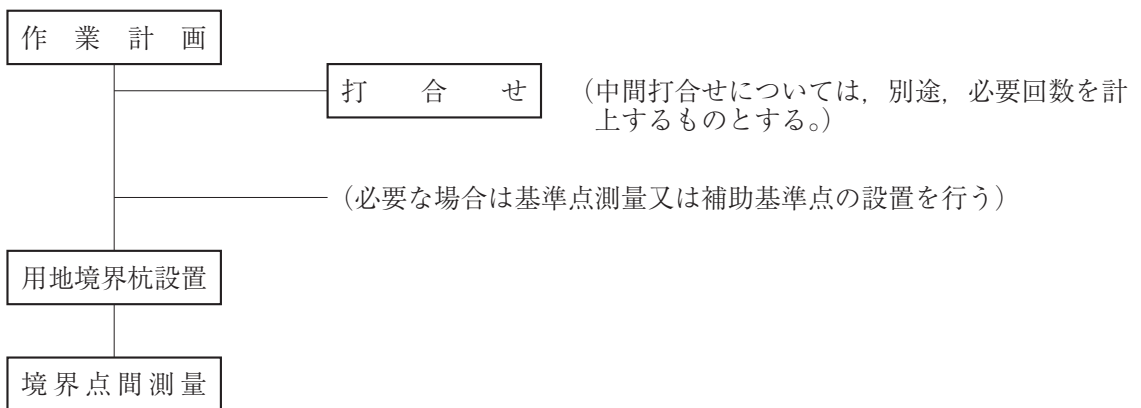 作業計画
打合せ
（中間打合せについては，別途，必要回数を計
上するものとする。）
（必要な場合は基準点測量又は補助基準点の設置を行う）
用地境界杭設置
境界点間測量